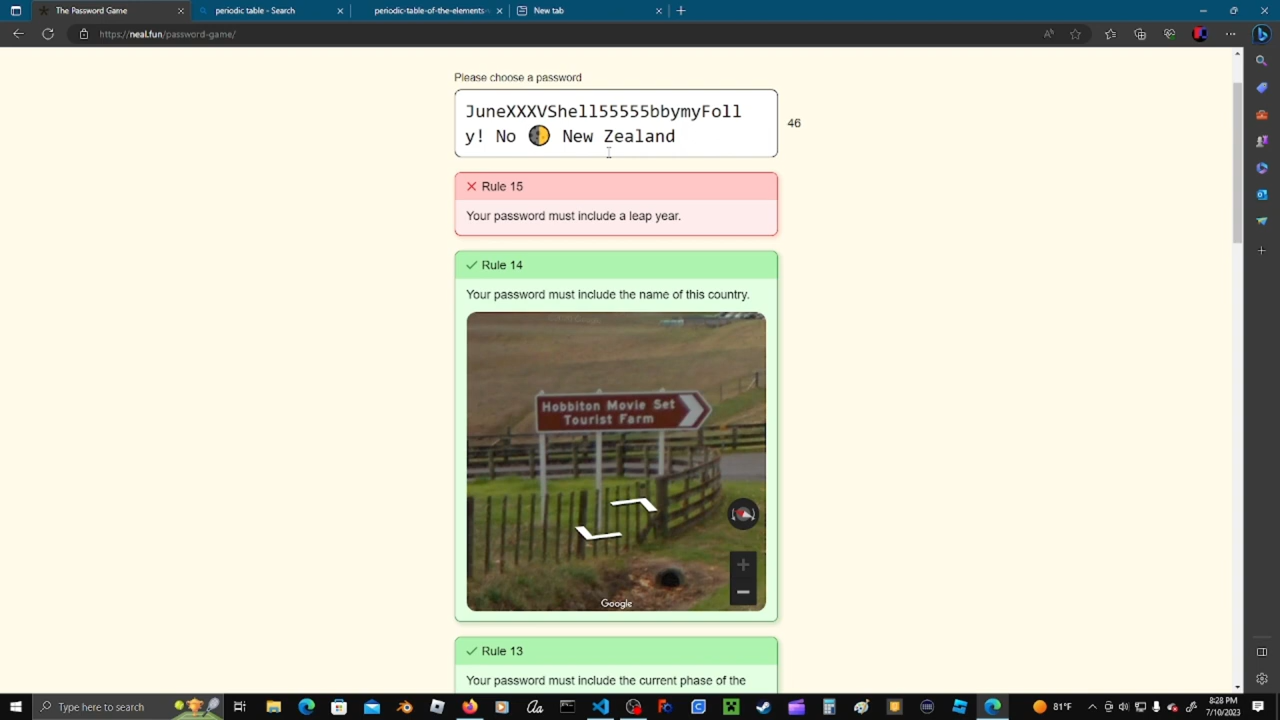 The Password Game
periodic table - Search
periodic-table-of-the-elements
New tab
https://neal.fun/password-game/
Please choose a password
JuneXXXVShell55555bbymyFoll
y! No 🌗 New Zealand
46
Rule 15
Your password must include a leap year.
Rule 14
Your password must include the name of this country.
Hobbiton Movie Set
Tourist Farm
Google
Rule 13
Your password must include the current phase of the
Type here to search
81°F
8:28 PM
7/10/2023